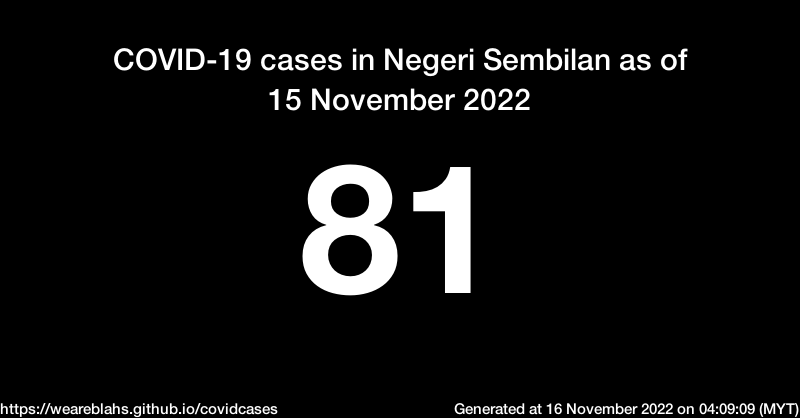 COVID-19 cases in Negeri Sembilan as of
15 November 2022
81
https://weareblahs.github.io/covidcases
Generated at 16 November 2022 on 04:09:09 (MYT)